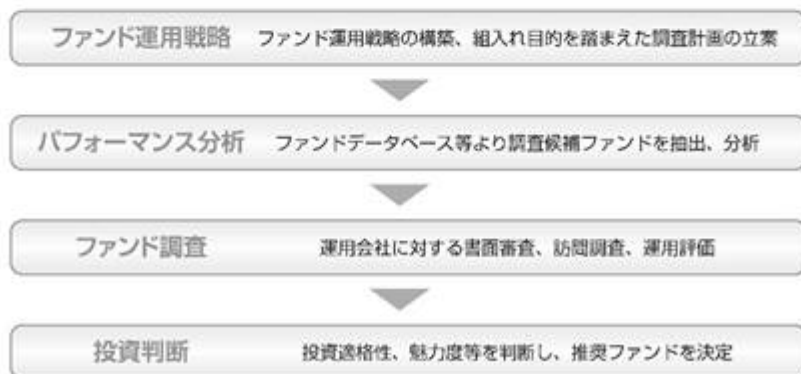 ファンド運用戦略 ファンド運用戦略の構築、組入れ目的を踏まえた調査計画の立案
パフォーマンス分析 ファンドデータベース等より調査候補ファンドを抽出、分析
ファンド調査 運用会社に対する書面審査、訪問調査、運用評価
投資判断 投資適格性、魅力度等を判断し、推奨ファンドを決定